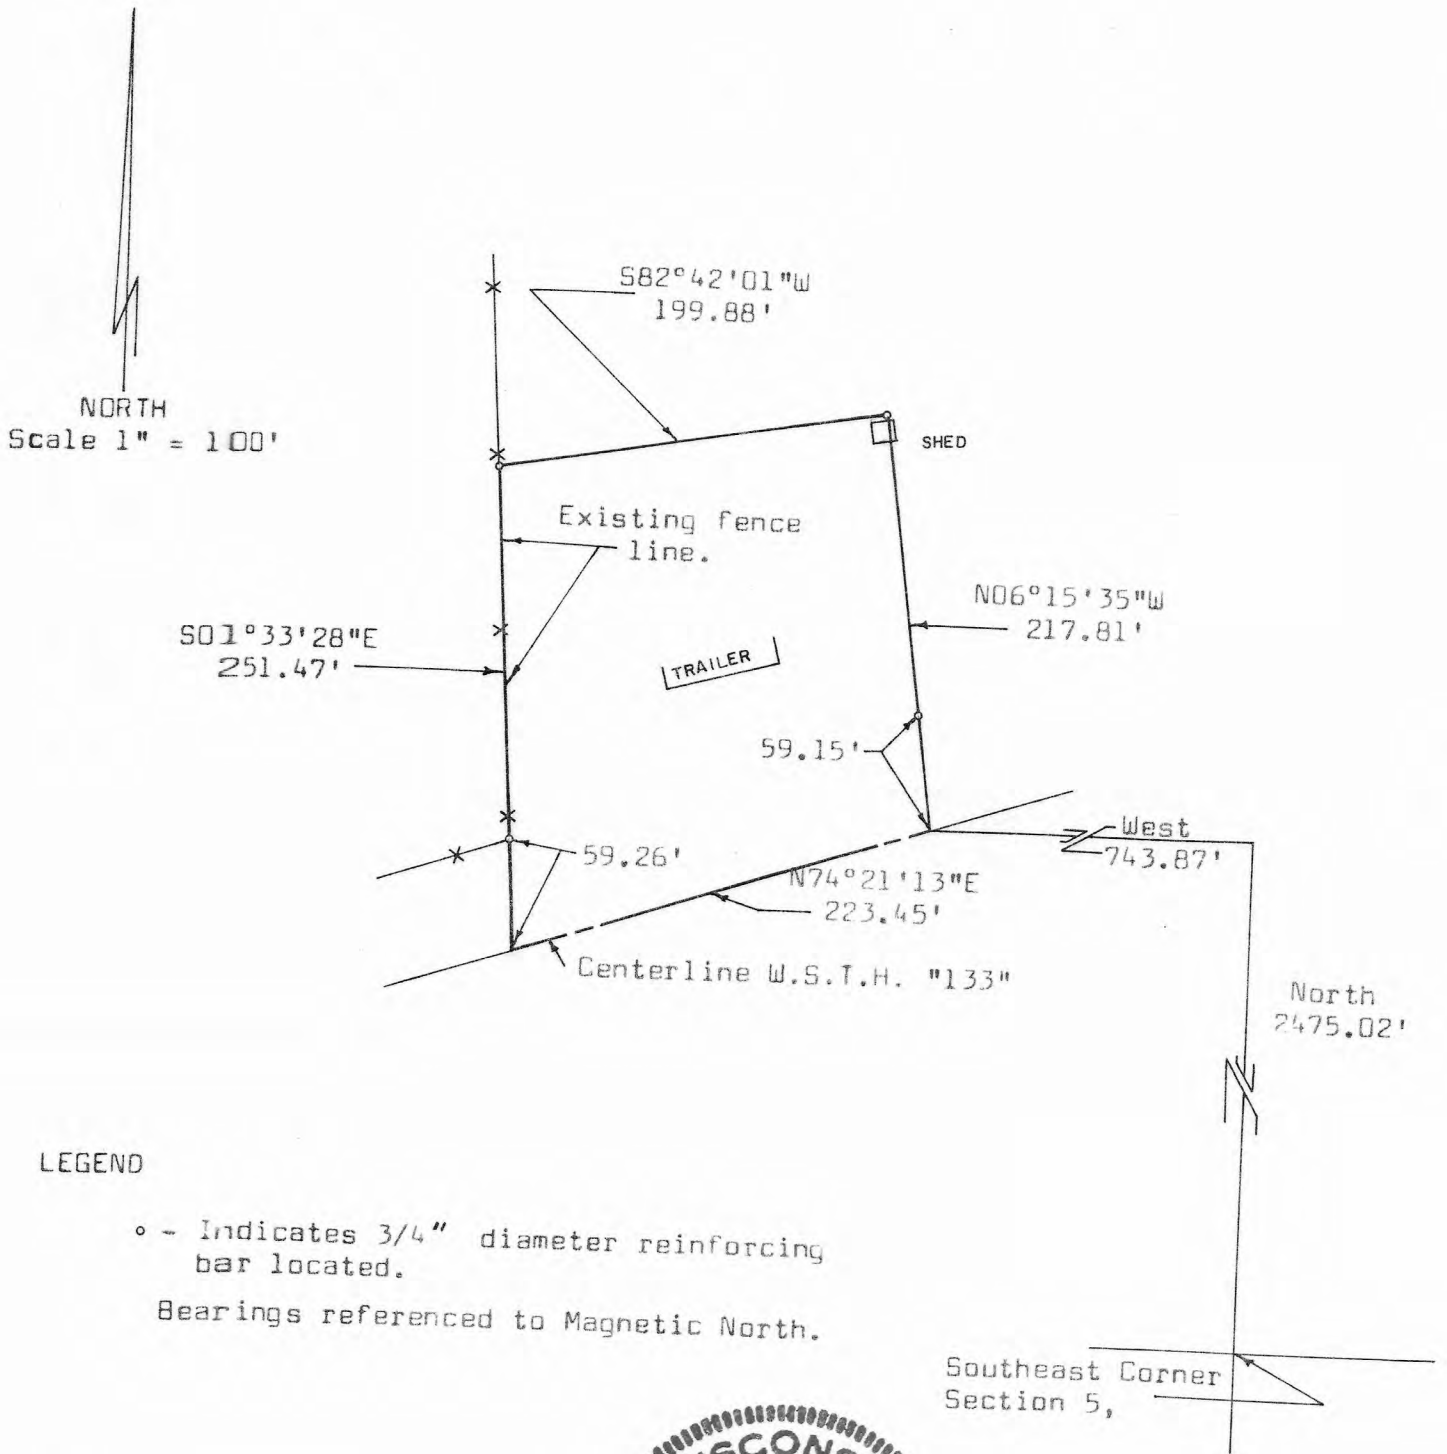 NORTH
Scale 1" = 100'
S82°42'01"W
199.88'
SHED
Existing fence
line.
N06°15'35"W
217.81'
S01°33'28"E
251.47'
TRAILER
59.15'
West
743.87'
59.26'
N74°21'13"E
223.45'
Centerline W.S.T.H. "133"
North
2475.02'
LEGEND
o - Indicates 3/4" diameter reinforcing
bar located.
Bearings referenced to Magnetic North.
Southeast Corner
Section 5,